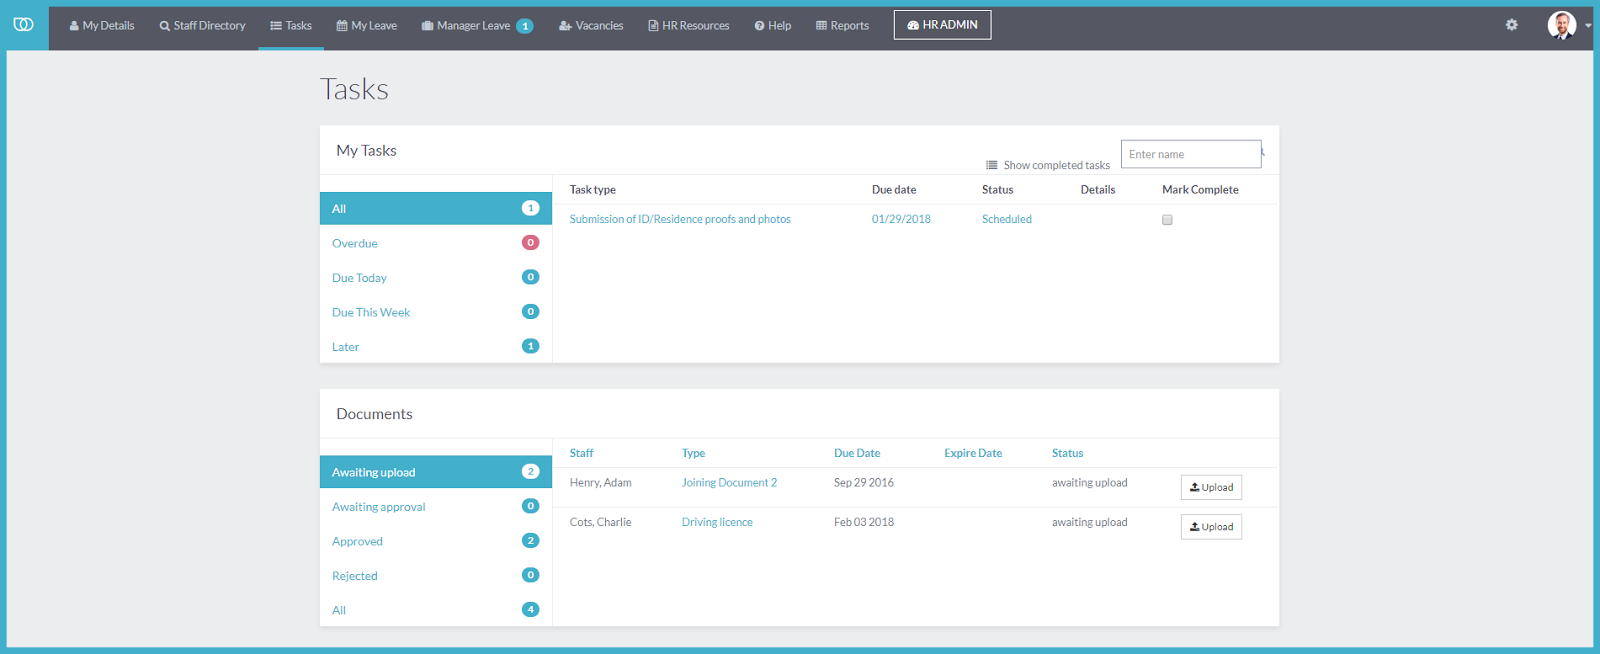 My Details Staff Directory Tasks My Leave Manager Leave 1 Vacancies HR Resources Help Reports HR ADMIN
Tasks
My Tasks
Enter name
Show completed tasks
Task type Due date Status Details Mark Complete
All 1
Submission of ID/Residence proofs and photos 01/29/2018 Scheduled
Overdue 0
Due Today 0
Due This Week 0
Later 1
Documents
Staff Type Due Date Expire Date Status
Awaiting upload 2
Henry, Adam Joining Document 2 Sep 29 2016 awaiting upload Upload
Awaiting approval 0
Cots, Charlie Driving licence Feb 03 2018 awaiting upload Upload
Approved 2
Rejected 0
All 4